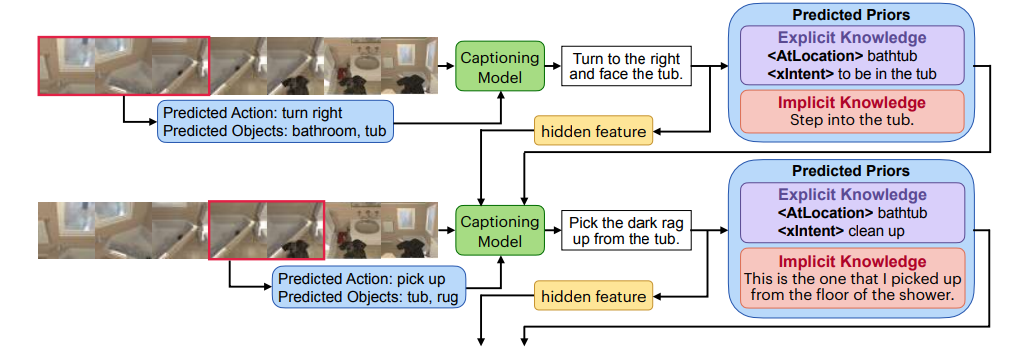 Predicted Priors
Explicit Knowledge
<AtLocation> bathtub
<xIntent> to be in the tub
Implicit Knowledge
Step into the tub.
Captioning
Model
Turn to the right
and face the tub.
Predicted Action: turn right
Predicted Objects: bathroom, tub
hidden feature
Predicted Priors
Explicit Knowledge
<AtLocation> bathtub
<xIntent> clean up
Implicit Knowledge
This is the one that I picked up
from the floor of the shower.
Captioning
Model
Pick the dark rag
up from the tub.
Predicted Action: pick up
Predicted Objects: tub, rug
hidden feature